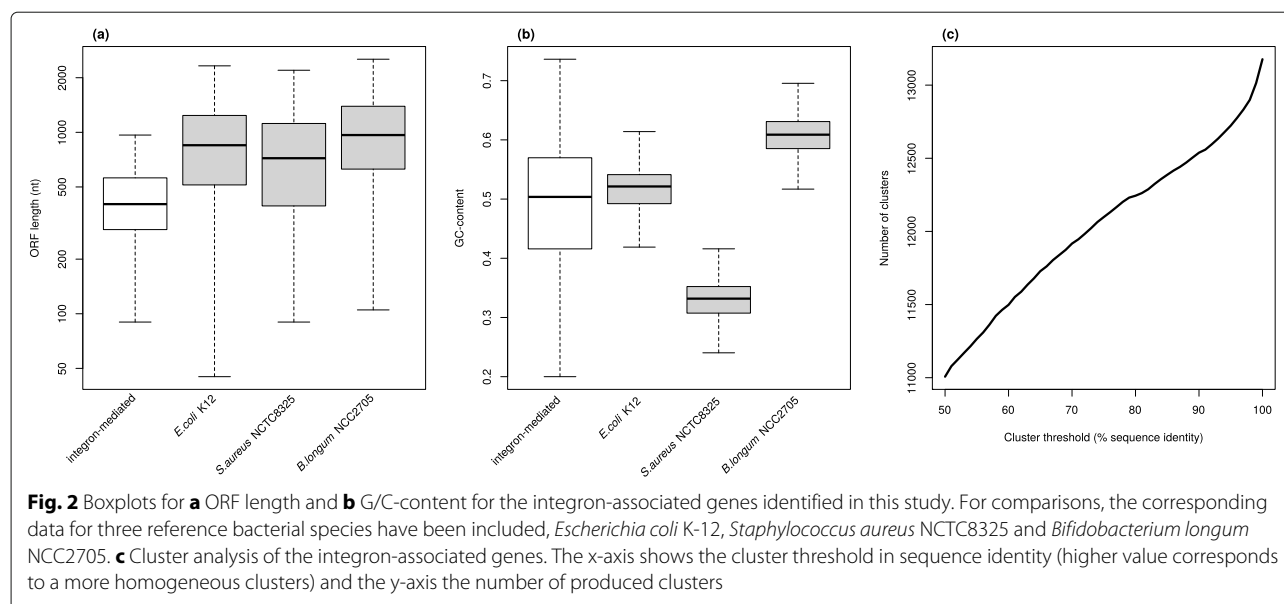 (a)
ORF length (nt)
2000
1000
500
200
100
50
integron-mediated
E.coli K12
S.aureus NCTC8325
B.longum NCC2705
(b)
GC-content
0.7
0.6
0.5
0.4
0.3
0.2
integron-mediated
E.coli K12
S.aureus NCTC8325
B.longum NCC2705
(c)
Number of clusters
13000
12500
12000
11500
11000
50 60 70 80 90 100
Cluster threshold (% sequence identity)
Fig. 2 Boxplots for a ORF length and b G/C-content for the integron-associated genes identified in this study. For comparisons, the corresponding
data for three reference bacterial species have been included, Escherichia coli K-12, Staphylococcus aureus NCTC8325 and Bifidobacterium longum
NCC2705. c Cluster analysis of the integron-associated genes. The x-axis shows the cluster threshold in sequence identity (higher value corresponds
to a more homogeneous clusters) and the y-axis the number of produced clusters